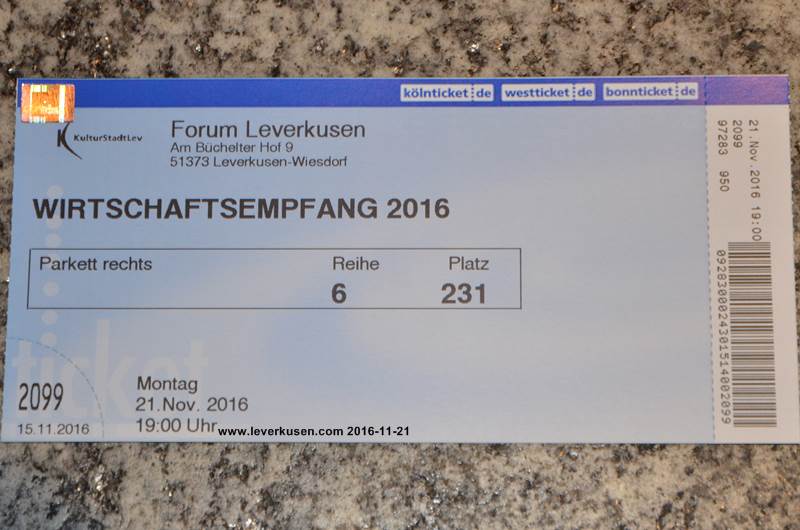 kölnticket.de westticket.de bonnticket.de
KulturStadtLev
Forum Leverkusen
Am Büchelter Hof 9
51373 Leverkusen-Wiesdorf
WIRTSCHAFTSEMPFANG 2016
Parkett rechts Reihe Platz
6 231
ticket
2099
15.11.2016
Montag
21.Nov. 2016
19:00 Uhr
www.leverkusen.com 2016-11-21
21.Nov.2016 19:00
2099
97283 950
0928300024301514002099